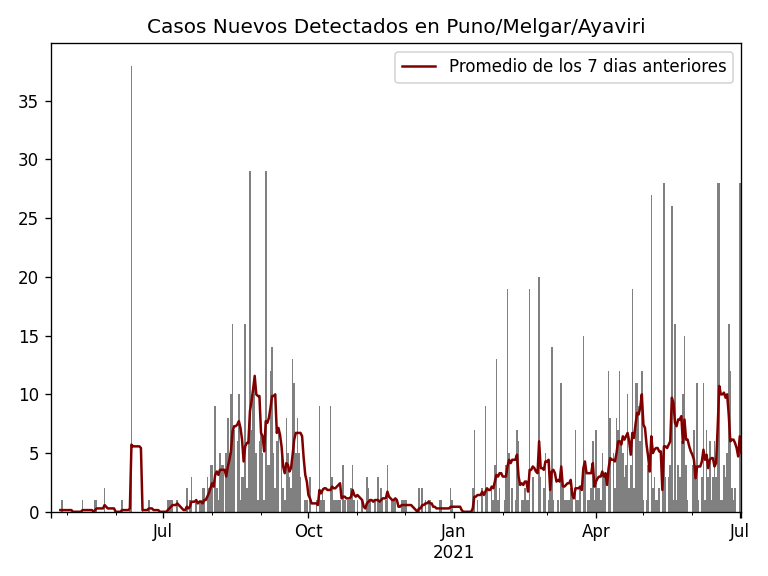 Casos Nuevos Detectados en Puno/Melgar/Ayaviri
Promedio de los 7 dias anteriores
35
30
25
20
15
10
5
0
Jul
Oct
Jan
2021
Apr
Jul